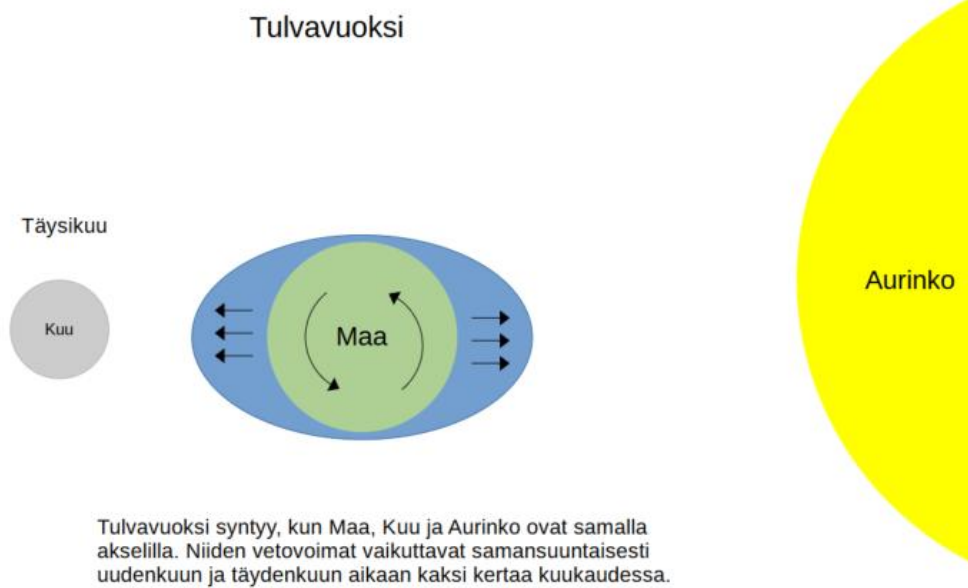 Tulvavuoksi
Täysikuu
Kuu
Maa
Aurinko
Tulvavuoksi syntyy, kun Maa, Kuu ja Aurinko ovat samalla
akselilla. Niiden vetovoimat vaikuttavat samansuuntaisesti
uudenkuun ja täydenkuun aikaan kaksi kertaa kuukaudessa.